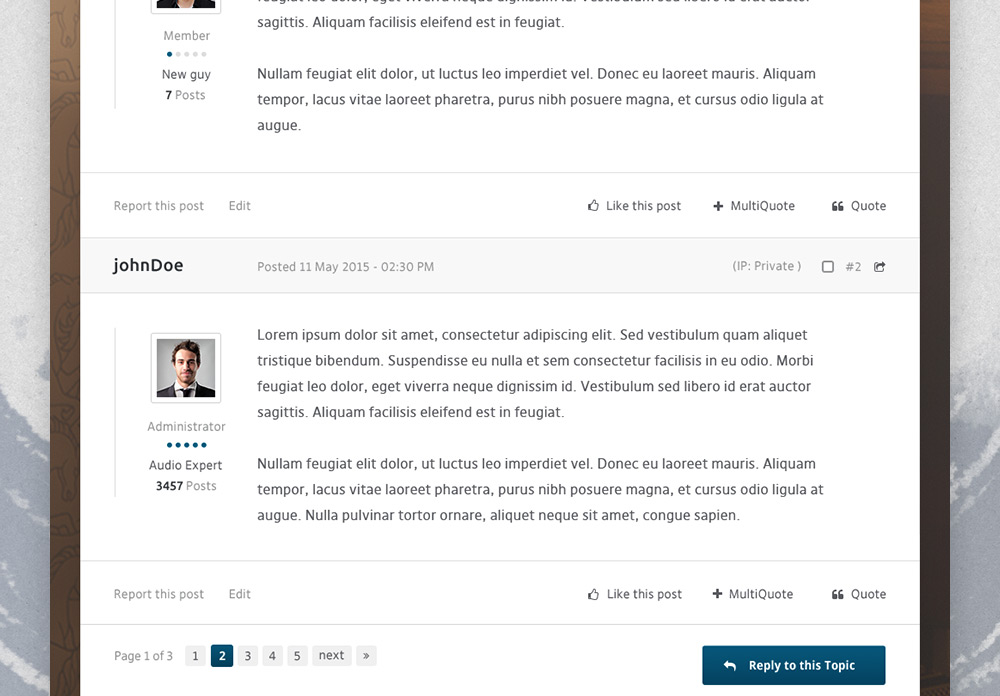 sagittis. Aliquam facilisis eleifend est in feugiat.
Member
New guy
7 Posts
Nullam feugiat elit dolor, ut luctus leo imperdiet vel. Donec eu laoreet mauris. Aliquam
tempor, lacus vitae laoreet pharetra, purus nibh posuere magna, et cursus odio ligula at
augue.
Report this post Edit Like this post MultiQuote Quote
johnDoe Posted 11 May 2015 - 02:30 PM (IP: Private ) #2
Lorem ipsum dolor sit amet, consectetur adipiscing elit. Sed vestibulum quam aliquet
tristique bibendum. Suspendisse eu nulla et sem consectetur facilisis in eu odio. Morbi
feugiat leo dolor, eget viverra neque dignissim id. Vestibulum sed libero id erat auctor
sagittis. Aliquam facilisis eleifend est in feugiat.
Administrator
Audio Expert
3457 Posts
Nullam feugiat elit dolor, ut luctus leo imperdiet vel. Donec eu laoreet mauris. Aliquam
tempor, lacus vitae laoreet pharetra, purus nibh posuere magna, et cursus odio ligula at
augue. Nulla pulvinar tortor ornare, aliquet neque sit amet, congue sapien.
Report this post Edit Like this post MultiQuote Quote
Page 1 of 3 1 2 3 4 5 next »
Reply to this Topic